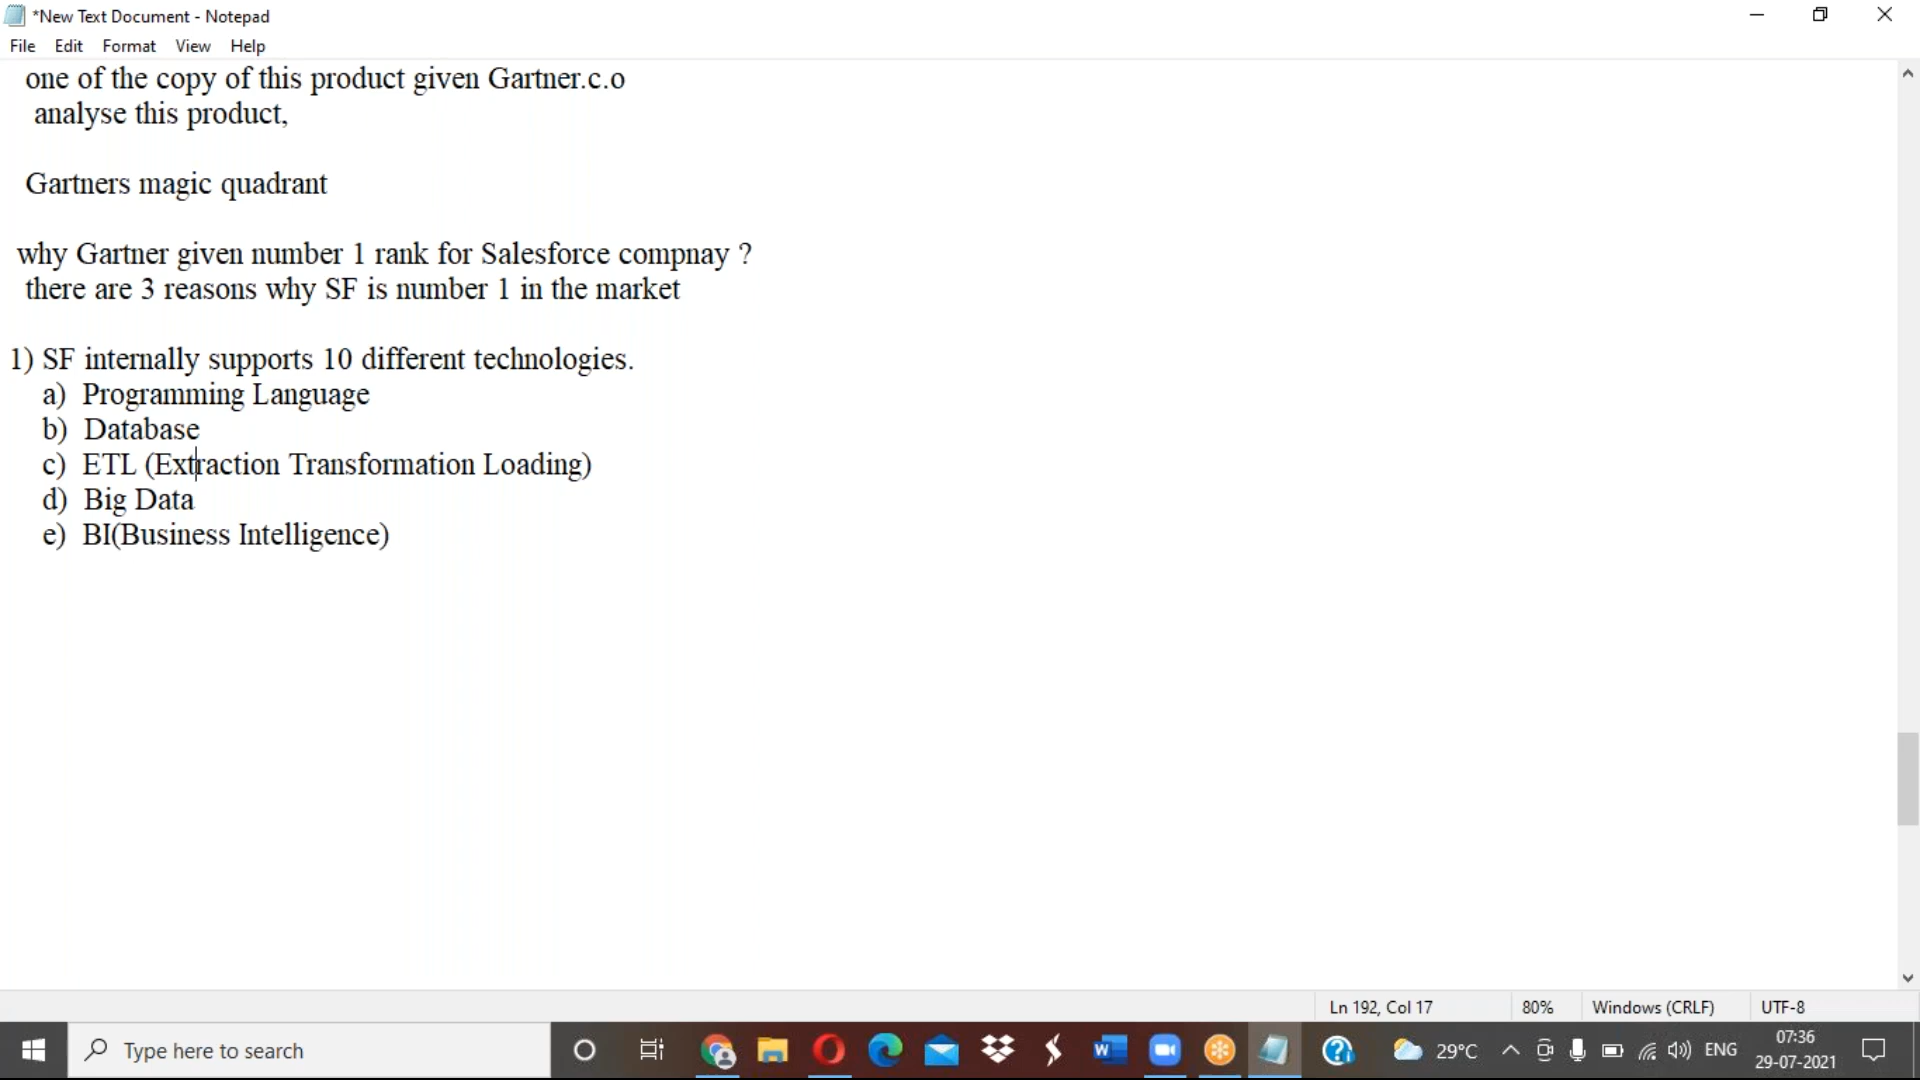 *New Text Document - Notepad
File Edit Format View Help
one of the copy of this product given Gartner.c.o
analyse this product,
Gartners magic quadrant
why Gartner given number 1 rank for Salesforce compnay ?
there are 3 reasons why SF is number 1 in the market
1) SF internally supports 10 different technologies.
a) Programming Language
b) Database
c) ETL (Extraction Transformation Loading)
d) Big Data
e) BI(Business Intelligence)
Ln 192, Col 17 80% Windows (CRLF) UTF-8
Type here to search
29°C ENG
07:36
29-07-2021